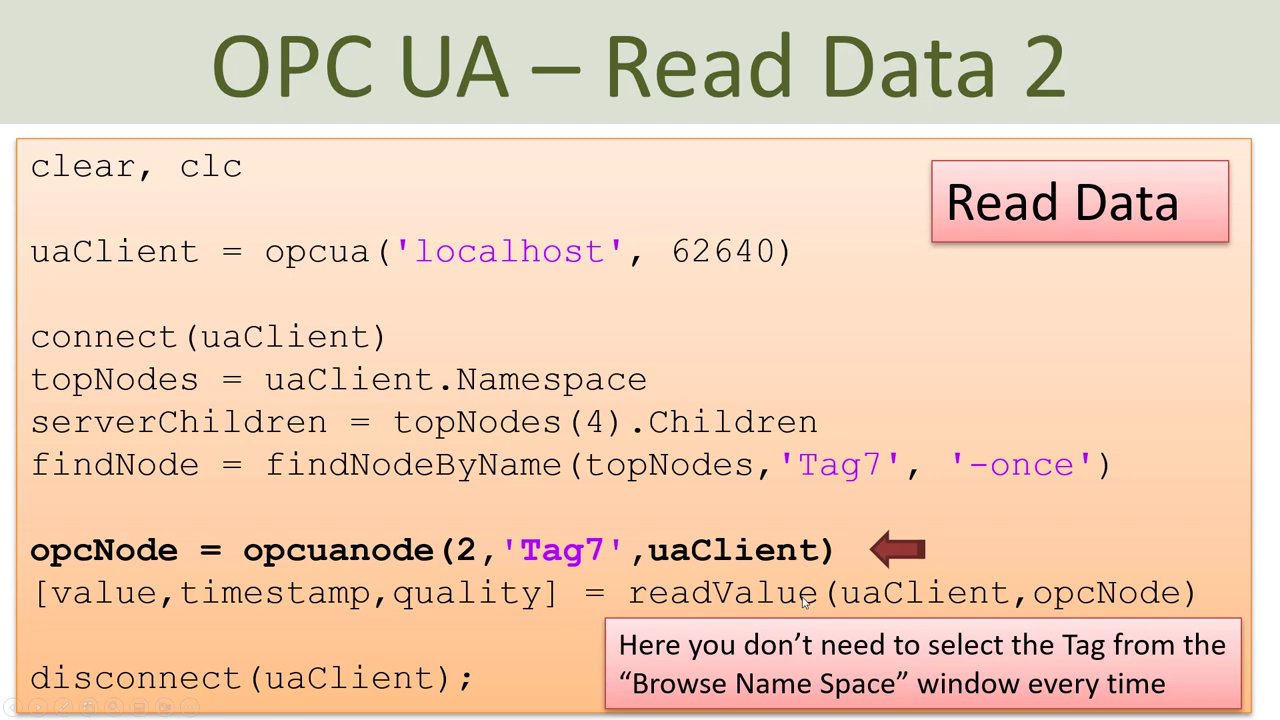 OPC UA – Read Data 2
clear, clc
Read Data
uaClient = opcua('localhost', 62640)
connect(uaClient)
topNodes = uaClient.Namespace
serverChildren = topNodes(4).Children
findNode = findNodeByName(topNodes,'Tag7', '-once')
opcNode = opcuanode(2,'Tag7',uaClient)
[value,timestamp,quality] = readValue(uaClient,opcNode)
disconnect(uaClient);
Here you don’t need to select the Tag from the
“Browse Name Space” window every time